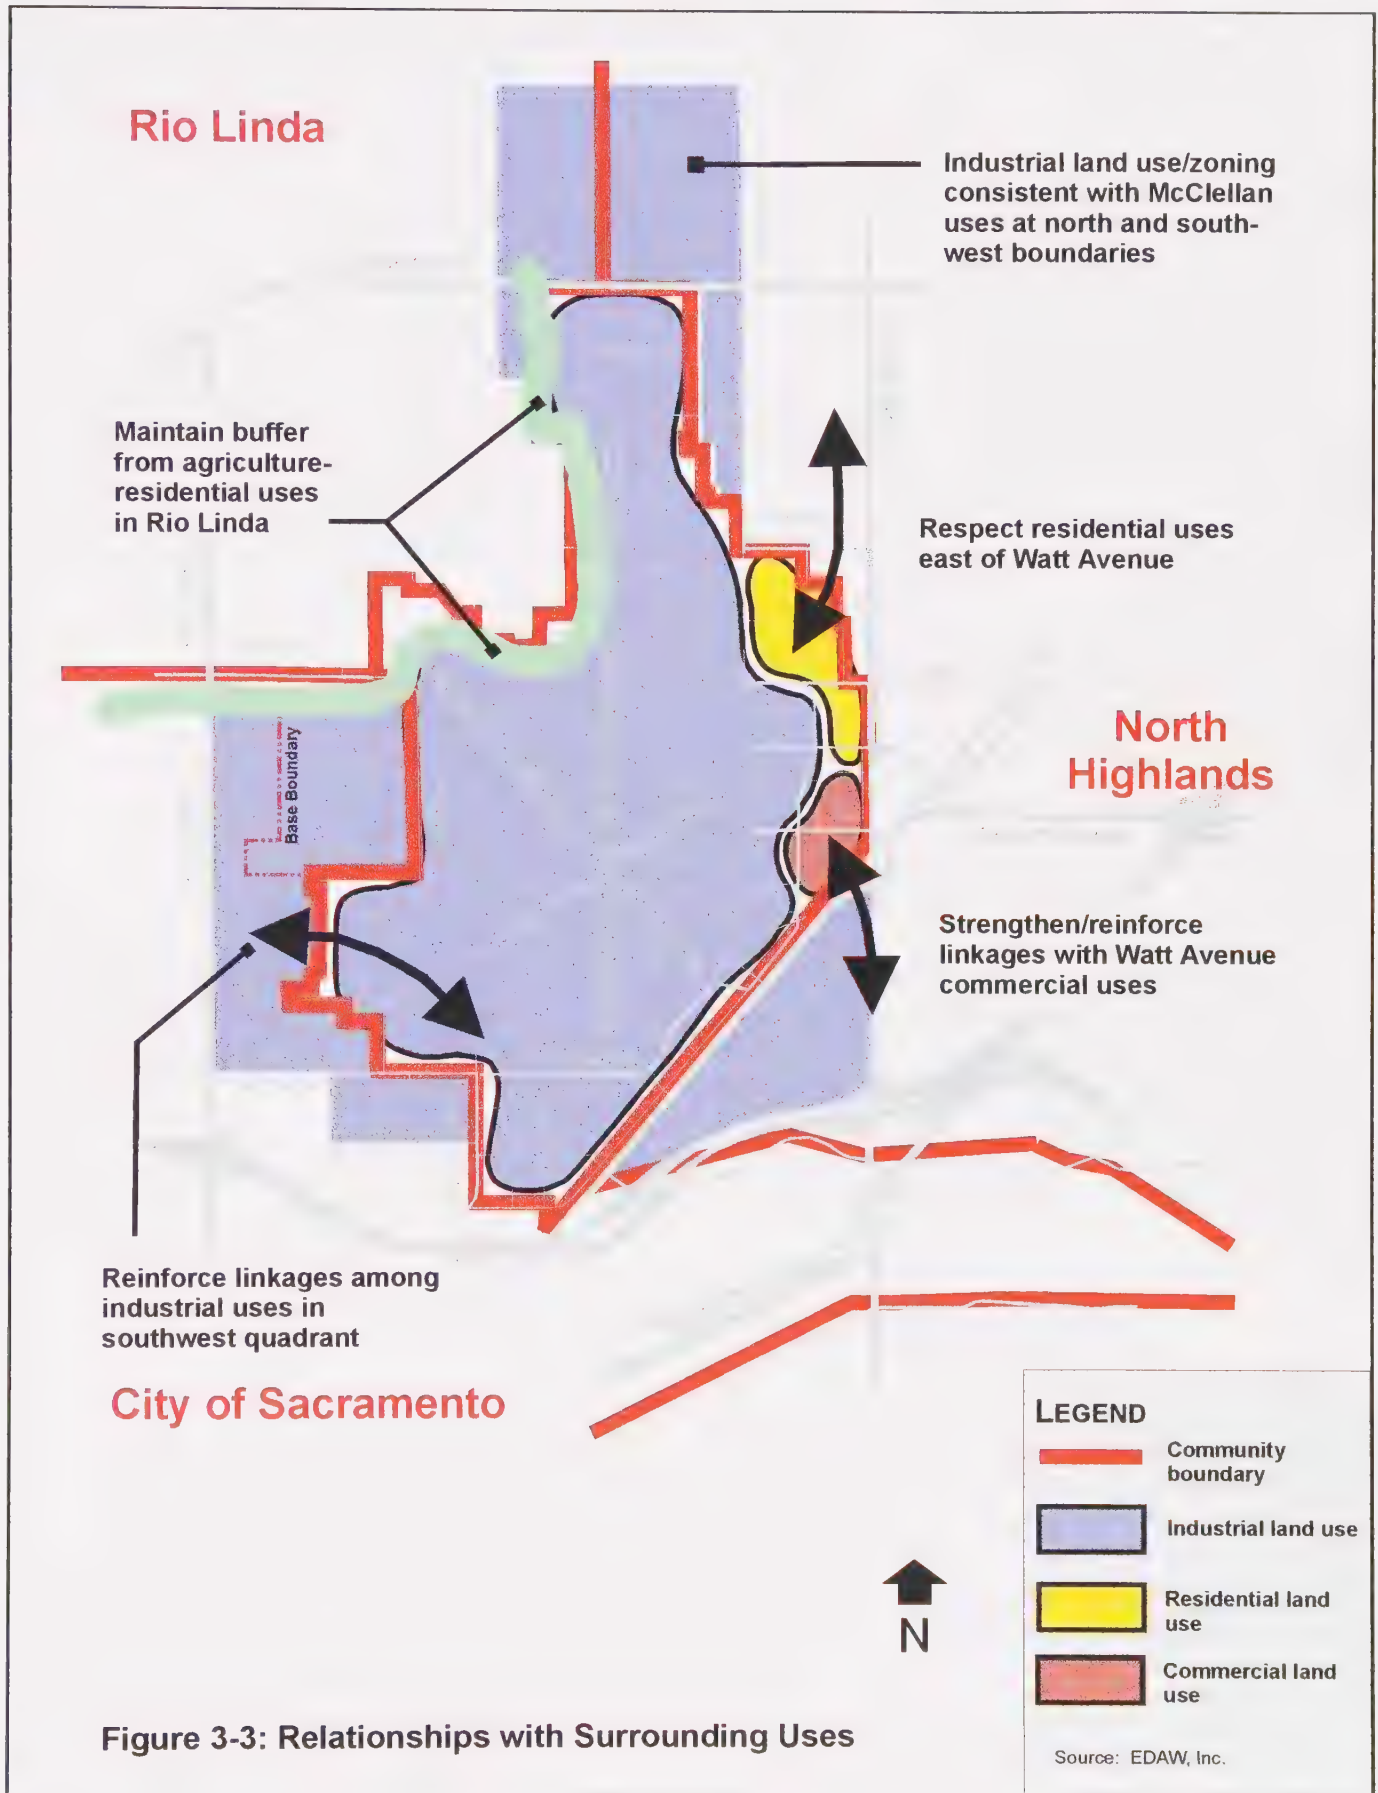 Rio Linda
Industrial land use/zoning
consistent with McClellan
uses at north and south-
west boundaries
Maintain buffer
from agriculture-
residential uses
in Rio Linda
Respect residential uses
east of Watt Avenue
North
Highlands
Base Boundary
Strengthen/reinforce
linkages with Watt Avenue
commercial uses
Reinforce linkages among
industrial uses in
southwest quadrant
City of Sacramento
LEGEND
Community
boundary
Industrial land use
Residential land
use
Commercial land
use
N
Figure 3-3: Relationships with Surrounding Uses
Source: EDAW, Inc.